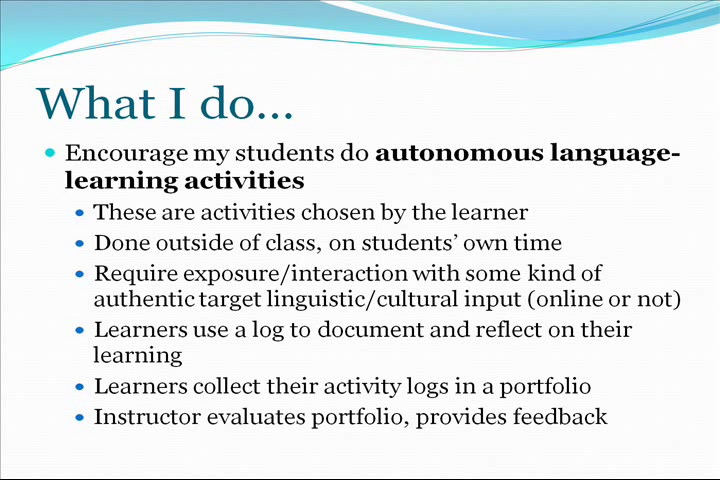 What I do...
Encourage my students do autonomous language-
learning activities
These are activities chosen by the learner
Done outside of class, on students’ own time
Require exposure/interaction with some kind of
authentic target linguistic/cultural input (online or not)
Learners use a log to document and reflect on their
learning
Learners collect their activity logs in a portfolio
Instructor evaluates portfolio, provides feedback